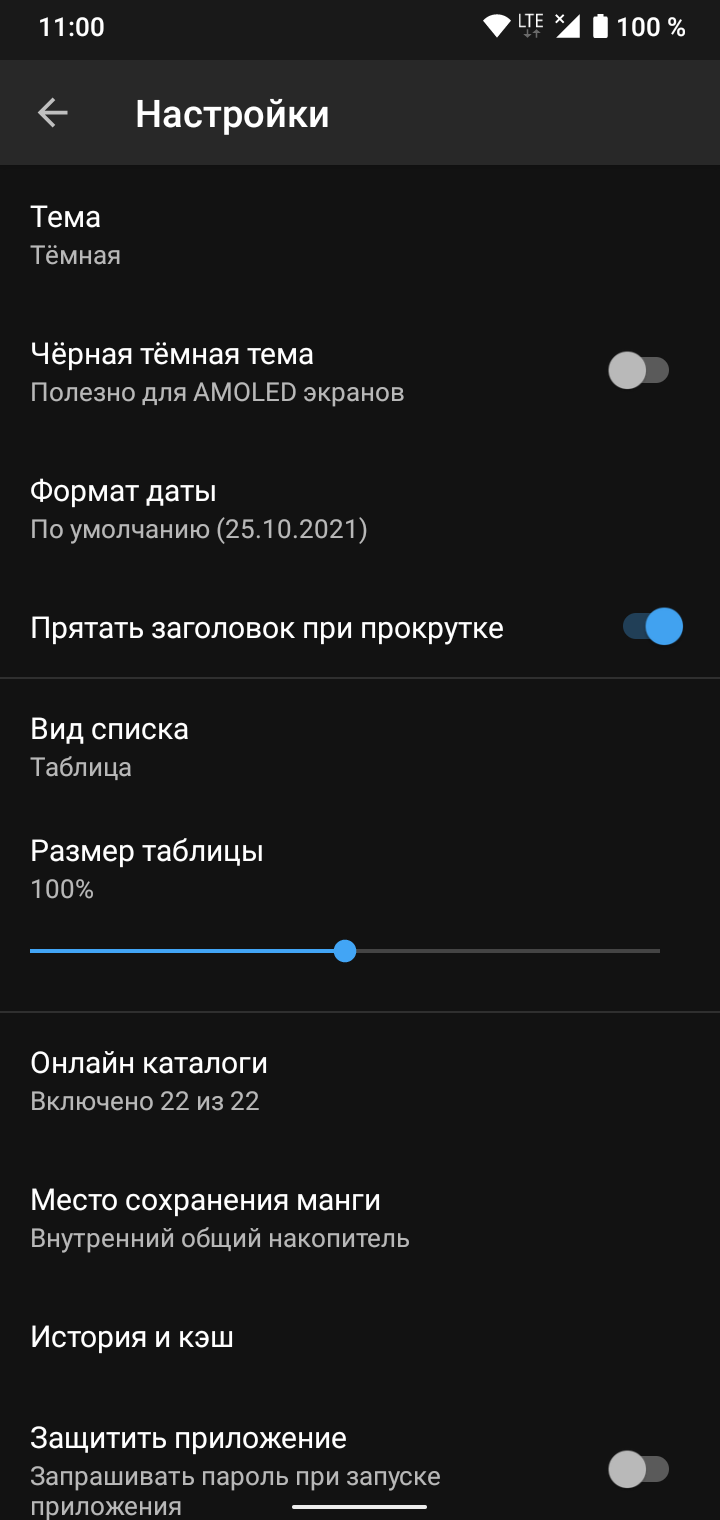 11:00
LTE
100 %
Настройки
Тема
Тёмная
Чёрная тёмная тема
Полезно для AMOLED экранов
Формат даты
По умолчанию (25.10.2021)
Прятать заголовок при прокрутке
Вид списка
Таблица
Размер таблицы
100%
Онлайн каталоги
Включено 22 из 22
Место сохранения манги
Внутренний общий накопитель
История и кэш
Защитить приложение
Запрашивать пароль при запуске
приложения